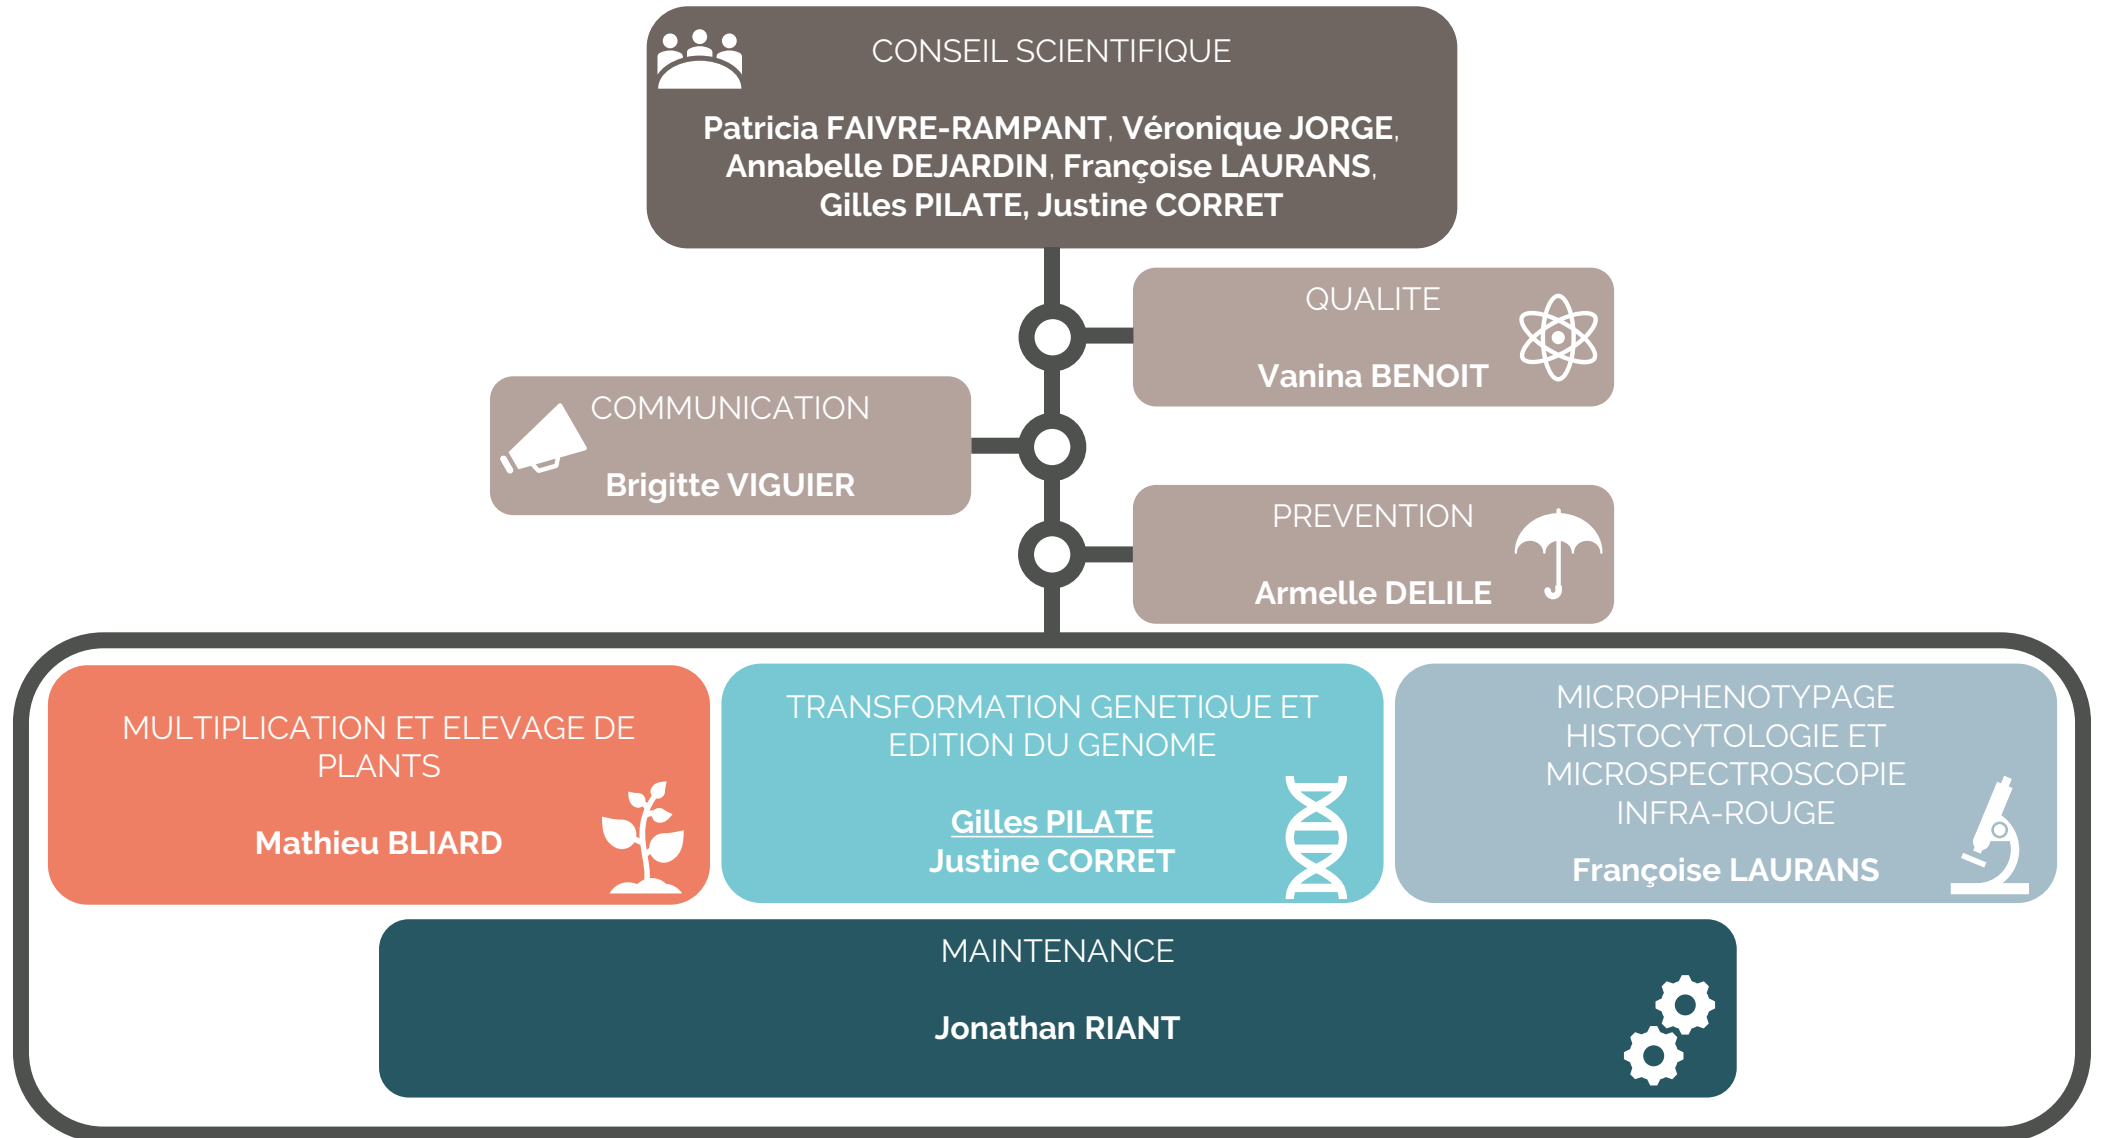 CONSEIL SCIENTIFIQUE
Patricia FAIVRE-RAMPANT, Véronique JORGE,
Annabelle DEJARDIN, Françoise LAURANS,
Gilles PILATE, Justine CORRET
QUALITE
Vanina BENOIT
COMMUNICATION
Brigitte VIGUIER
PREVENTION
Armelle DELILE
MULTIPLICATION ET ELEVAGE DE
PLANTS
Mathieu BLIARD
TRANSFORMATION GENETIQUE ET
EDITION DU GENOME
Gilles PILATE
Justine CORRET
MICROPHENOTYPAGE
HISTOCYTOLOGIE ET
MICROSPECTROSCOPIE
INFRA-ROUGE
Françoise LAURANS
MAINTENANCE
Jonathan RIANT